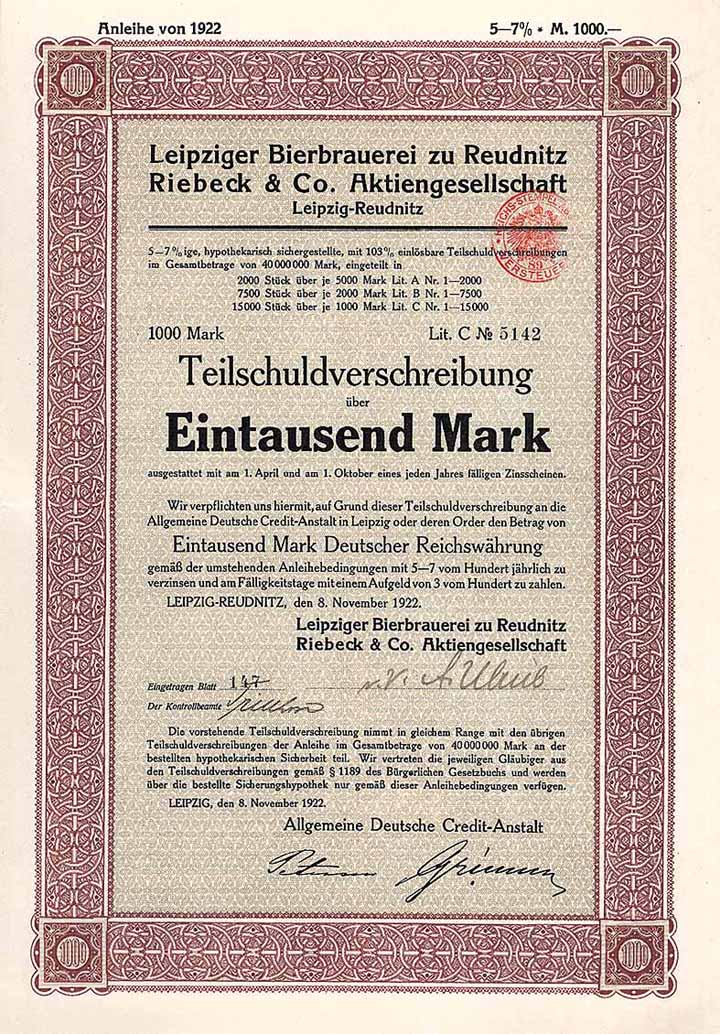 Anleihe von 1922
5–7% * M. 1000.—
1000
1000
Leipziger Bierbrauerei zu Reudnitz
Riebeck & Co. Aktiengesellschaft
Leipzig-Reudnitz
5–7%ige, hypothekarisch sichergestellte, mit 103% einlösbare Teilschuldverschreibungen
im Gesamtbetrage von 40000000 Mark, eingeteilt in
2000 Stück über je 5000 Mark Lit. A Nr. 1—2000
7500 Stück über je 2000 Mark Lit. B Nr. 1—7500
15000 Stück über je 1000 Mark Lit. C Nr. 1—15000
1000 Mark
Lit. C № 5142
Teilschuldverschreibung
über
Eintausend Mark
ausgestattet mit am 1. April und am 1. Oktober eines jeden Jahres fälligen Zinsscheinen.
Wir verpflichten uns hiermit, auf Grund dieser Teilschuldverschreibung an die
Allgemeine Deutsche Credit-Anstalt in Leipzig oder deren Order den Betrag von
Eintausend Mark Deutscher Reichswährung
gemäß der umstehenden Anleihebedingungen mit 5—7 vom Hundert jährlich zu
verzinsen und am Fälligkeitstage mit einem Aufgeld von 3 vom Hundert zu zahlen.
LEIPZIG-REUDNITZ, den 8. November 1922.
Leipziger Bierbrauerei zu Reudnitz
Riebeck & Co. Aktiengesellschaft
Eingetragen Blatt 147
Der Kontrollbeamte
Die vorstehende Teilschuldverschreibung nimmt in gleichem Range mit den übrigen
Teilschuldverschreibungen der Anleihe im Gesamtbetrage von 40000000 Mark an der
bestellten hypothekarischen Sicherheit teil. Wir vertreten die jeweiligen Gläubiger aus
den Teilschuldverschreibungen gemäß § 1189 des Bürgerlichen Gesetzbuchs und werden
über die bestellte Sicherungshypothek nur gemäß dieser Anleihebedingungen verfügen.
LEIPZIG, den 8. November 1922.
Allgemeine Deutsche Credit-Anstalt
1000
1000